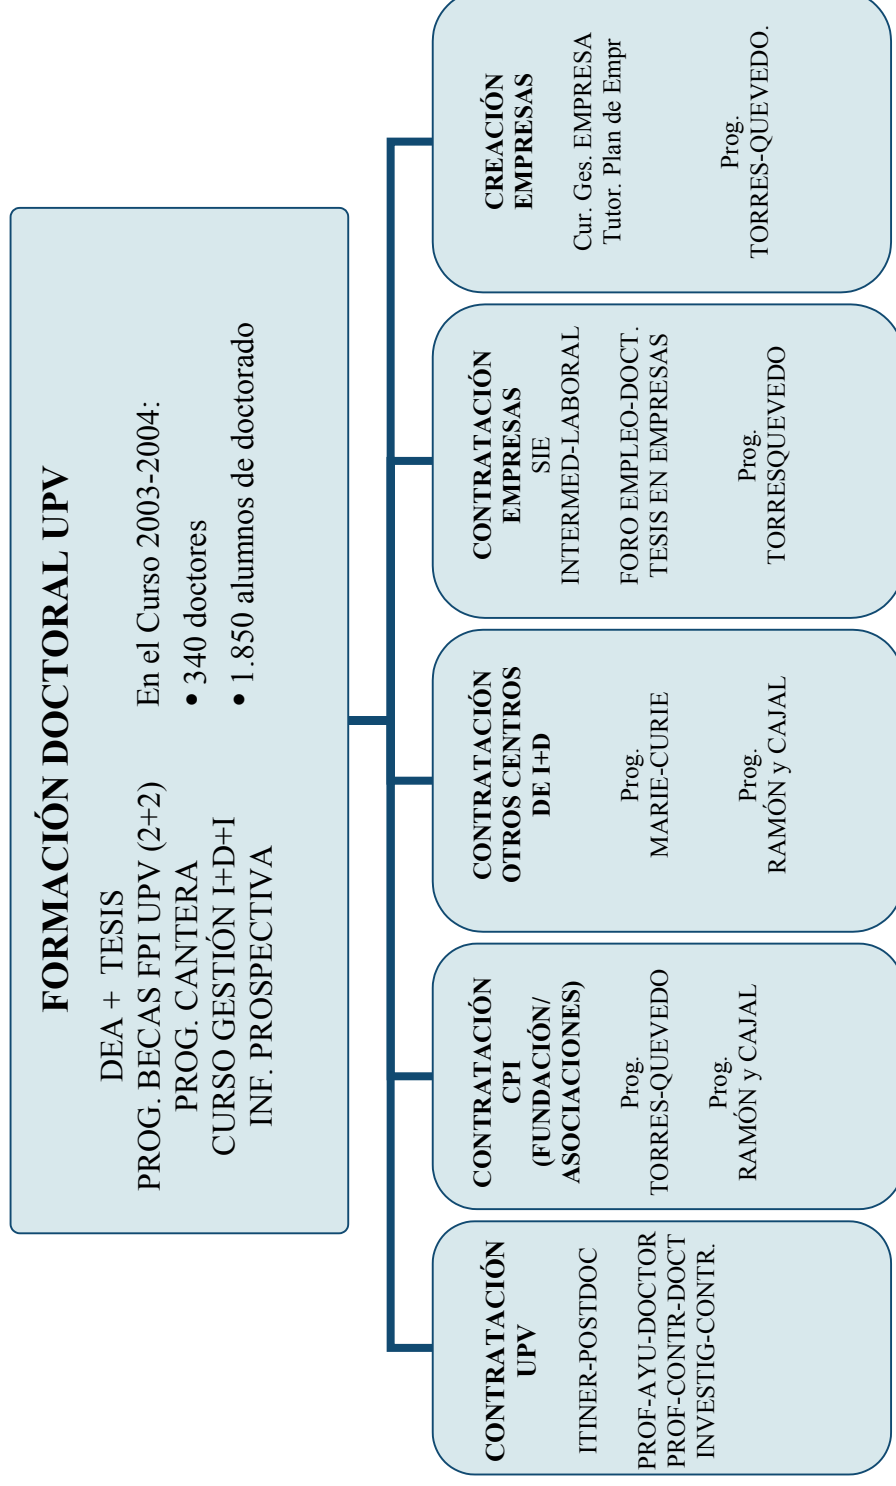 FORMACIÓN DOCTORAL UPV
DEA + TESIS
PROG. BECAS FPI UPV (2+2)
PROG. CANTERA
CURSO GESTIÓN I+D+I
INF. PROSPECTIVA
En el Curso 2003-2004:
• 340 doctores
• 1.850 alumnos de doctorado
CONTRATACIÓN
UPV
ITINER-POSTDOC
PROF-AYU-DOCTOR
PROF-CONTR-DOCT
INVESTIG-CONTR.
CONTRATACIÓN
CPI
(FUNDACIÓN/
ASOCIACIONES)
Prog.
TORRES-QUEVEDO
Prog.
RAMÓN y CAJAL
CONTRATACIÓN
OTROS CENTROS
DE I+D
Prog.
MARIE-CURIE
Prog.
RAMÓN y CAJAL
CONTRATACIÓN
EMPRESAS
SIE
INTERMED-LABORAL
FORO EMPLEO-DOCT.
TESIS EN EMPRESAS
Prog.
TORRESQUEVEDO
CREACIÓN
EMPRESAS
Cur. Ges. EMPRESA
Tutor. Plan de Empr
Prog.
TORRES-QUEVEDO.